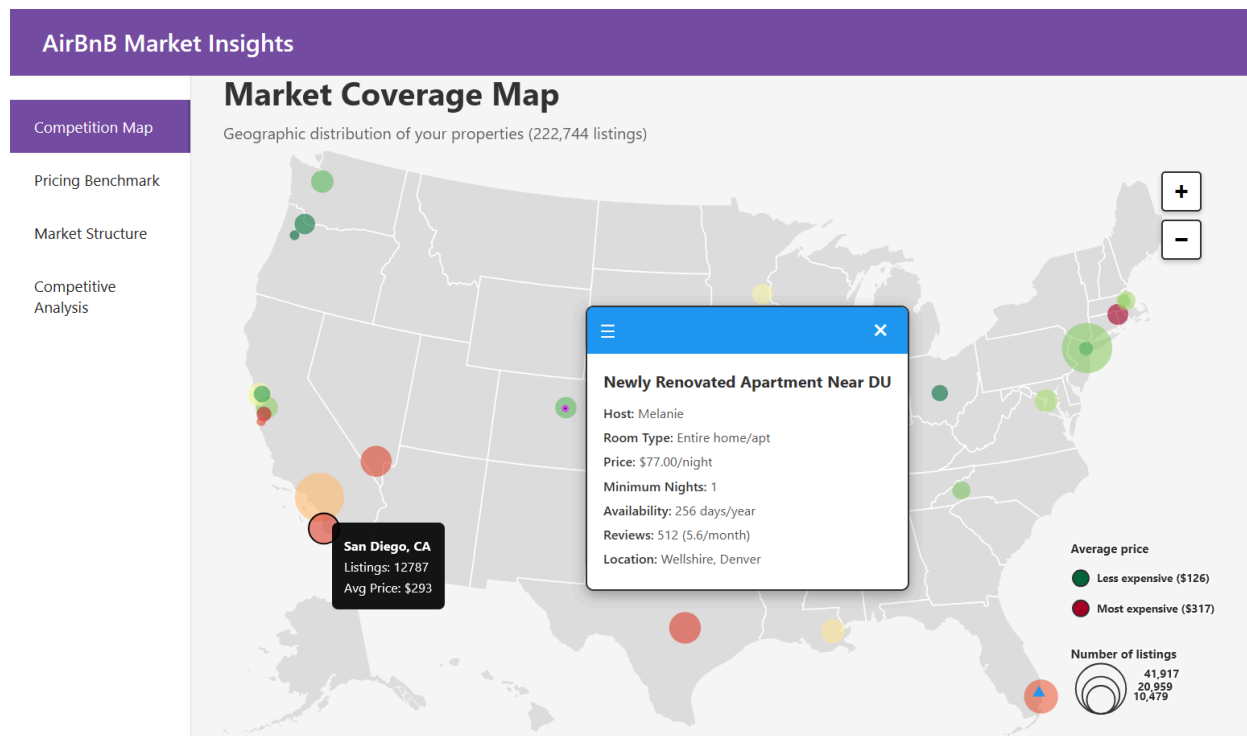 AirBnB Market Insights
Competition Map
Pricing Benchmark
Market Structure
Competitive
Analysis
Market Coverage Map
Geographic distribution of your properties (222,744 listings)
+
−
☰
✕
Newly Renovated Apartment Near DU
Host: Melanie
Room Type: Entire home/apt
Price: $77.00/night
Minimum Nights: 1
Availability: 256 days/year
Reviews: 512 (5.6/month)
Location: Wellshire, Denver
San Diego, CA
Listings: 12787
Avg Price: $293
Average price
Less expensive ($126)
Most expensive ($317)
Number of listings
41,917
20,959
10,479